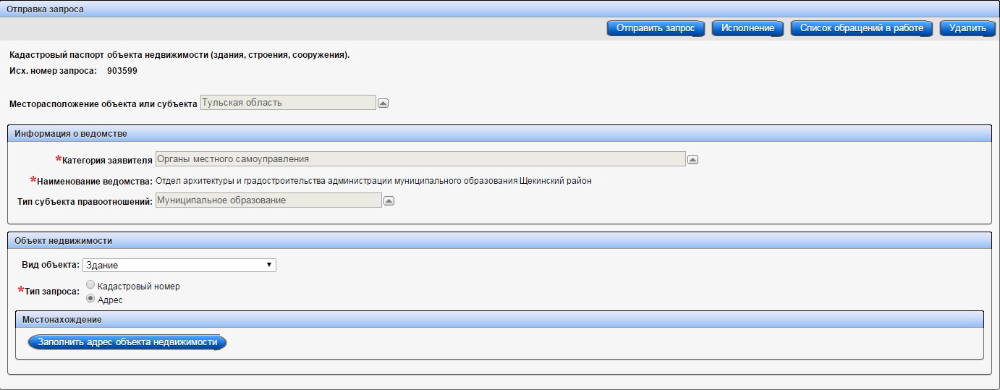 Отправка запроса
Отправить запрос Исполнение Список обращений в работе Удалить
Кадастровый паспорт объекта недвижимости (здания, строения, сооружения).
Исх. номер запроса: 903599
Месторасположение объекта или субъекта Тульская область
Информация о ведомстве
*Категория заявителя Органы местного самоуправления
*Наименование ведомства: Отдел архитектуры и градостроительства администрации муниципального образования Щекинский район
Тип субъекта правоотношений: Муниципальное образование
Объект недвижимости
Вид объекта: Здание
*Тип запроса: Кадастровый номер
Адрес
Местонахождение
Заполнить адрес объекта недвижимости